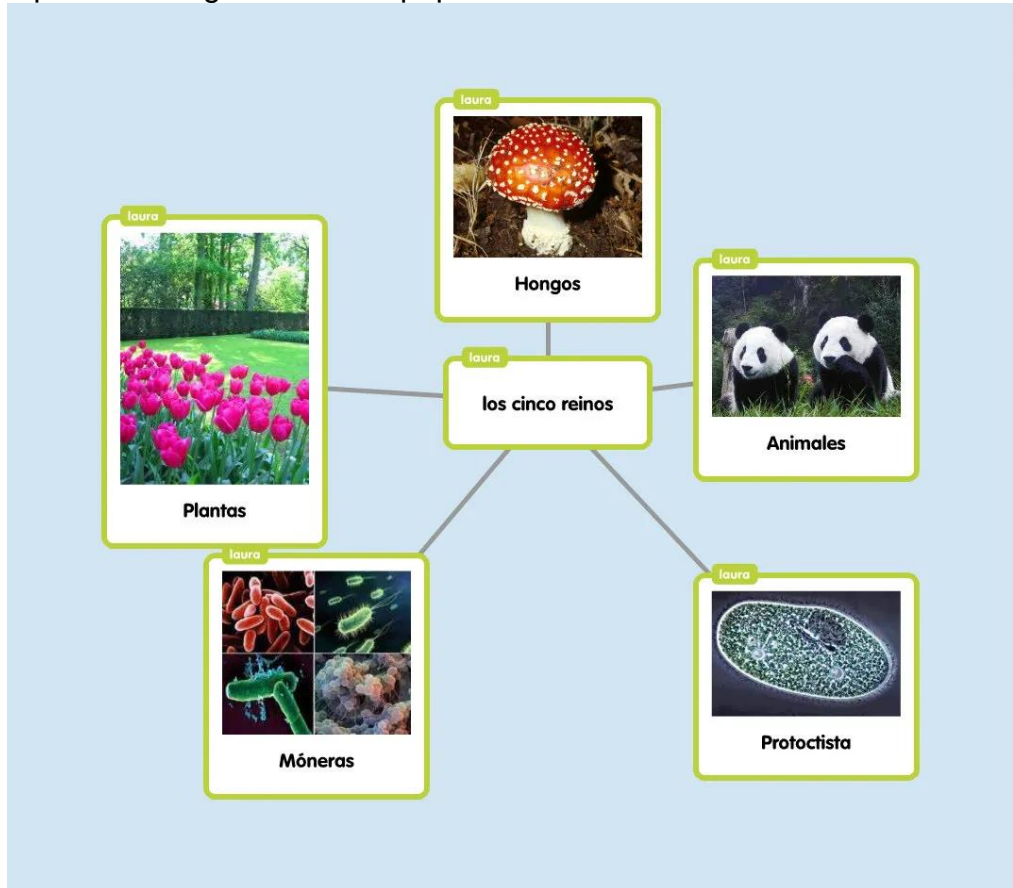 laura
Hongos
laura
Plantas
laura
Animales
laura
los cinco reinos
laura
Móneras
laura
Protoctista